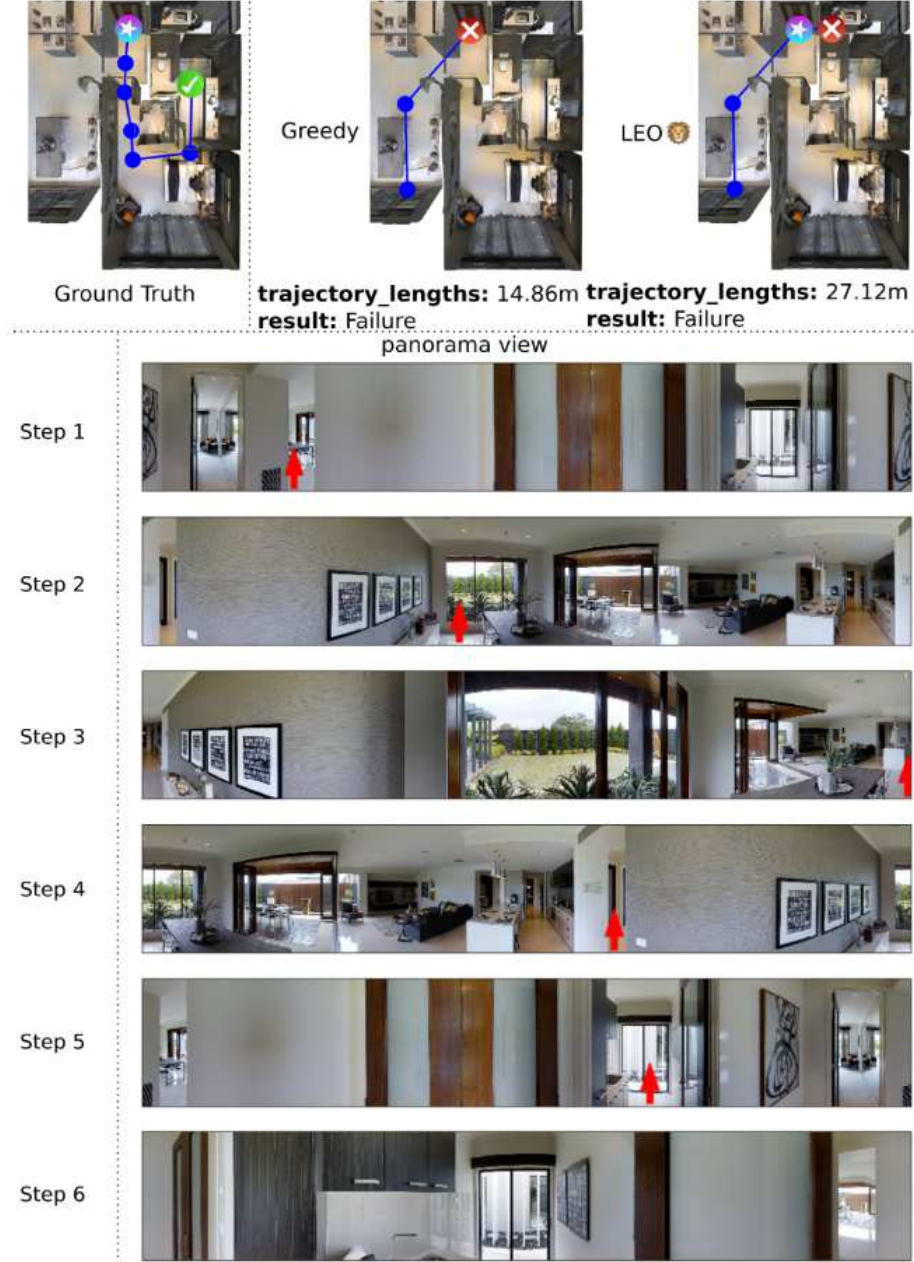 Greedy
LEO
Ground Truth
trajectory_lengths: 14.86m
result: Failure
trajectory_lengths: 27.12m
result: Failure
panorama view
Step 1
Step 2
Step 3
Step 4
Step 5
Step 6